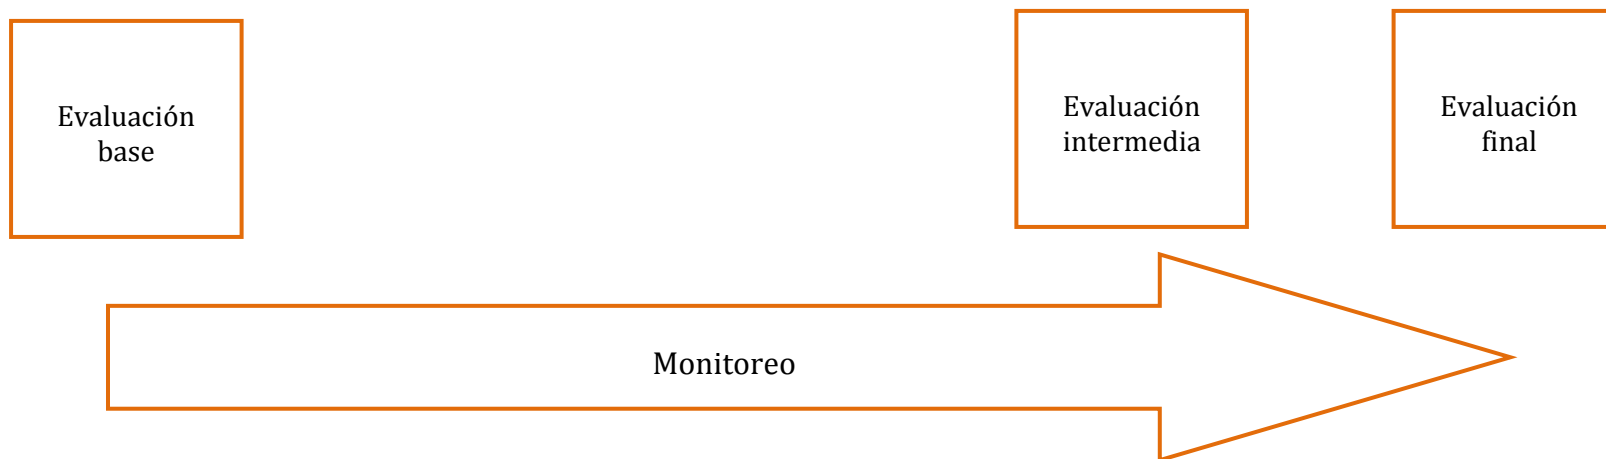 Evaluación
base
Evaluación
intermedia
Evaluación
final
Monitoreo